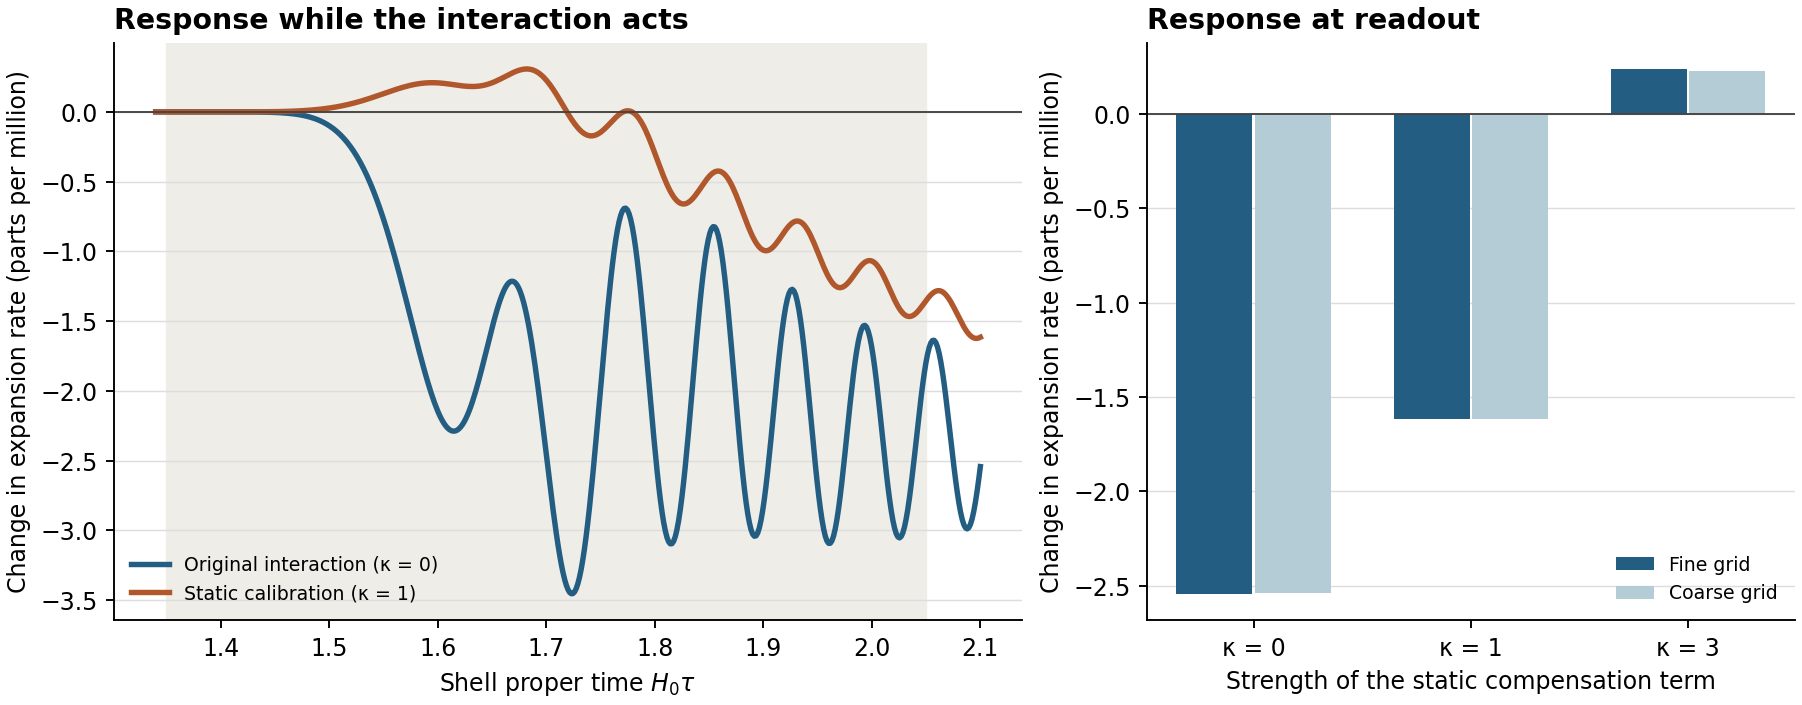 Response while the interaction acts
Change in expansion rate (parts per million)
0.0
−0.5
−1.0
−1.5
−2.0
−2.5
−3.0
−3.5
Original interaction (κ = 0)
Static calibration (κ = 1)
1.4 1.5 1.6 1.7 1.8 1.9 2.0 2.1
Shell proper time H₀τ
Response at readout
Change in expansion rate (parts per million)
0.0
−0.5
−1.0
−1.5
−2.0
−2.5
Fine grid
Coarse grid
κ = 0 κ = 1 κ = 3
Strength of the static compensation term